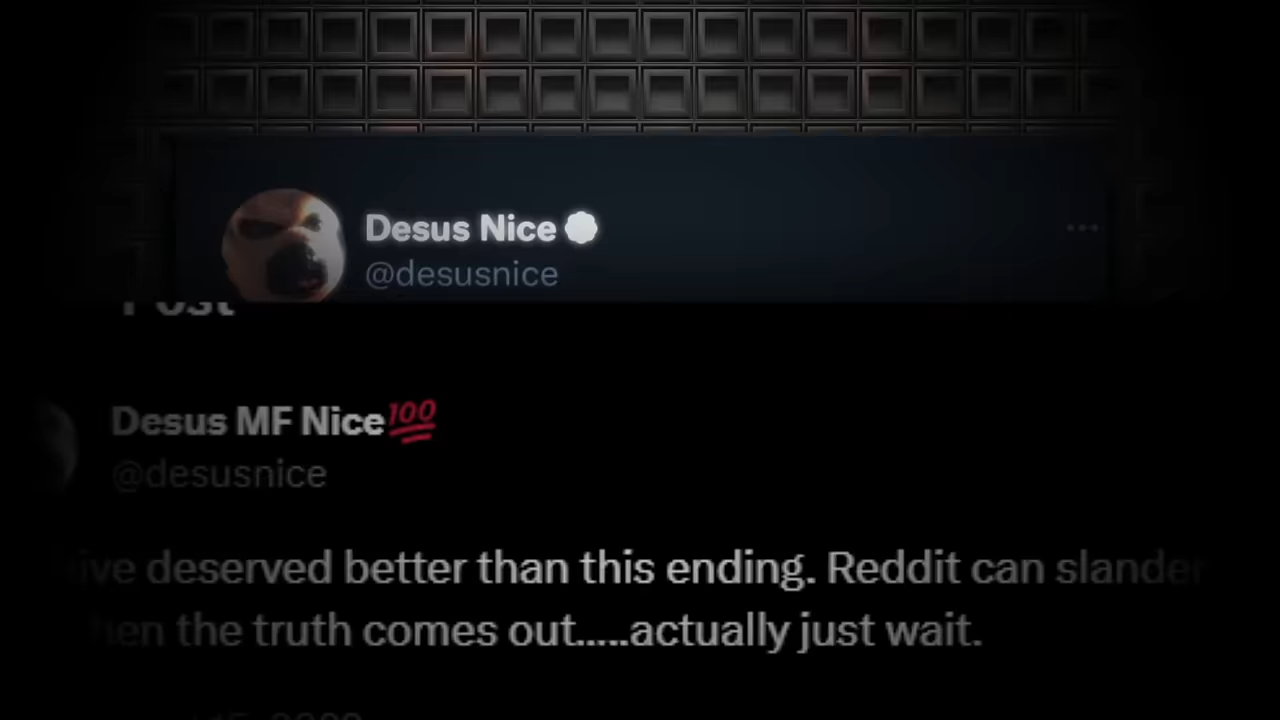 Desus Nice
@desusnice
Post
Desus MF Nice💯
@desusnice
deserved better than this ending. Reddit can slander
the truth comes out.....actually just wait.